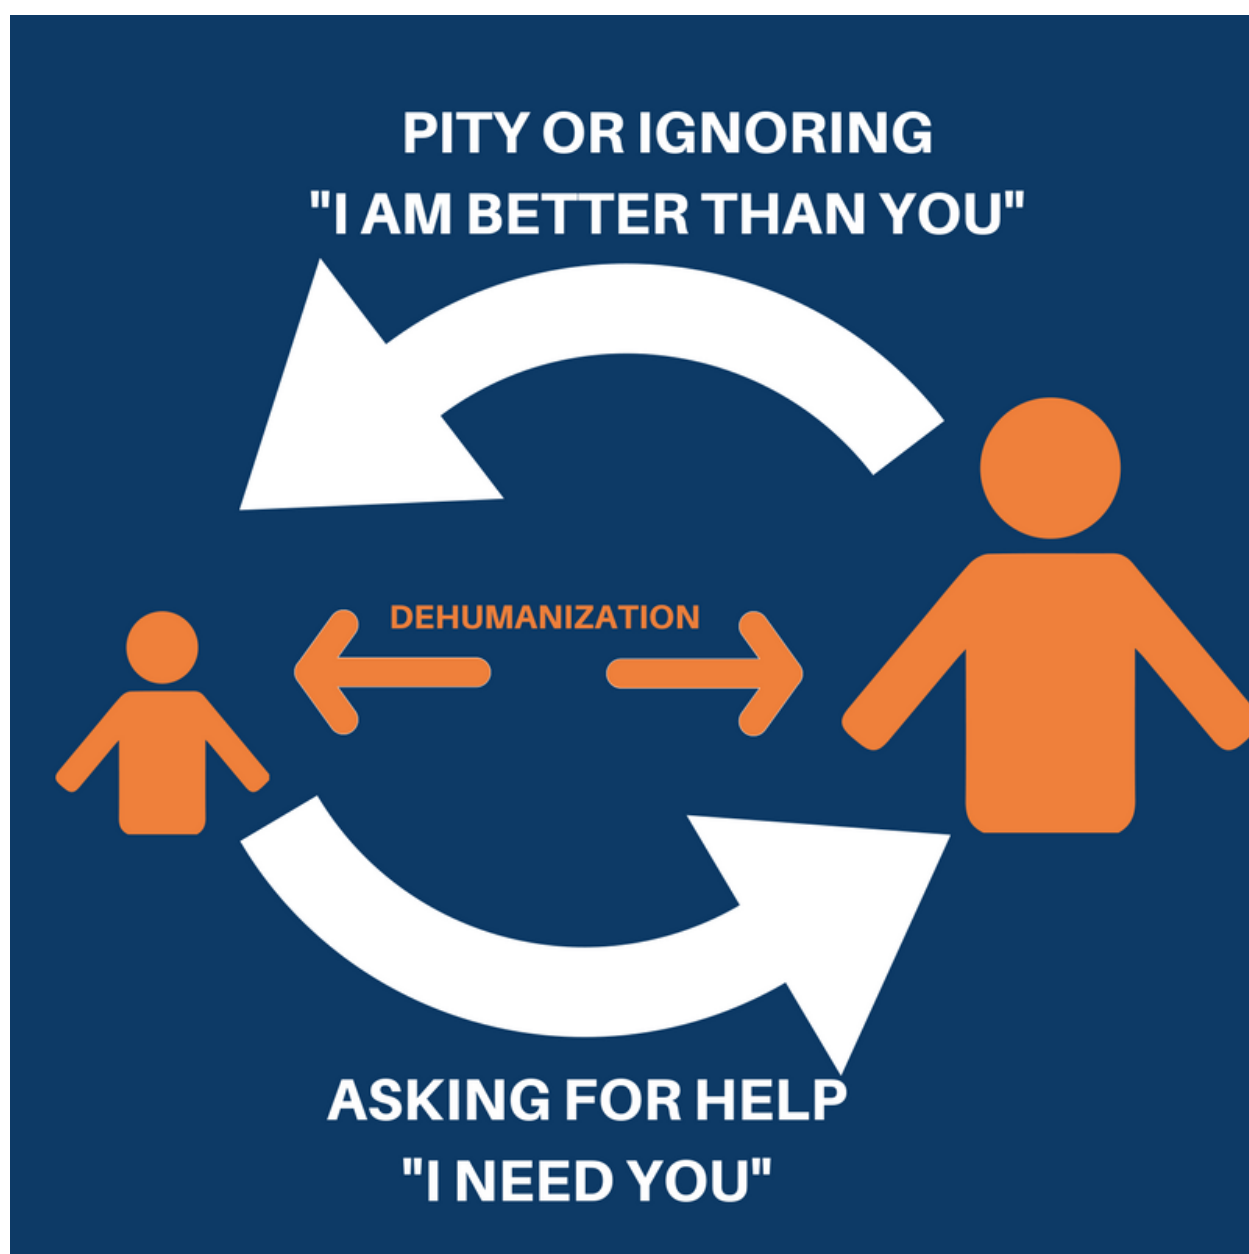 PITY OR IGNORING
"I AM BETTER THAN YOU"
DEHUMANIZATION
ASKING FOR HELP
"I NEED YOU"